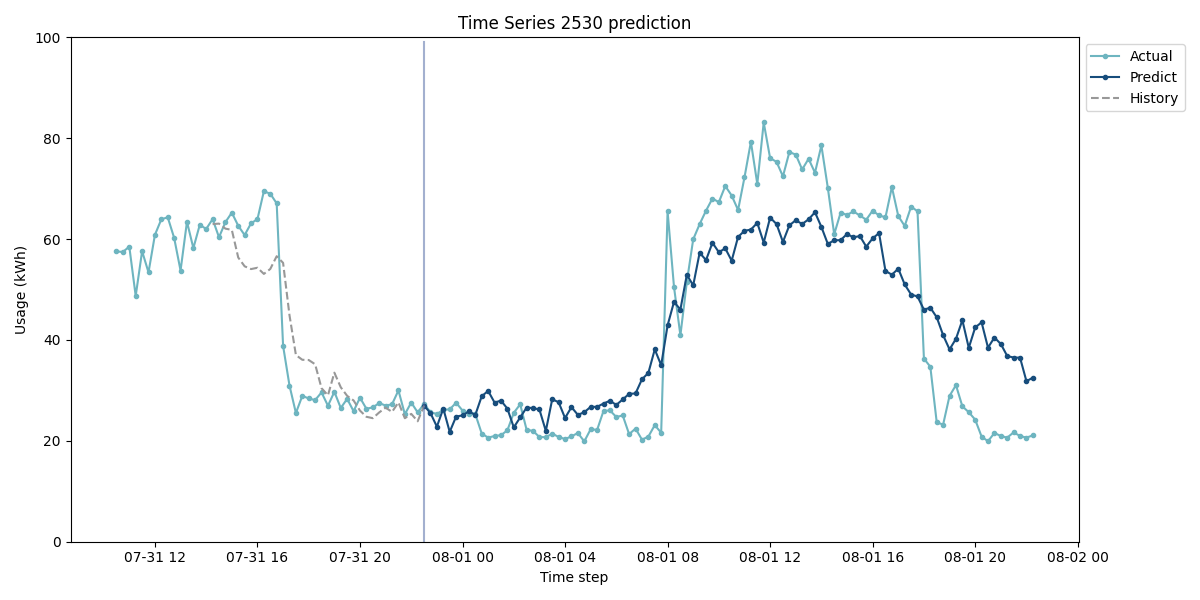 Time Series 2530 prediction
100
80
60
40
20
0
Usage (kWh)
07-31 12
07-31 16
07-31 20
08-01 00
08-01 04
08-01 08
08-01 12
08-01 16
08-01 20
08-02 00
Time step
Actual
Predict
History